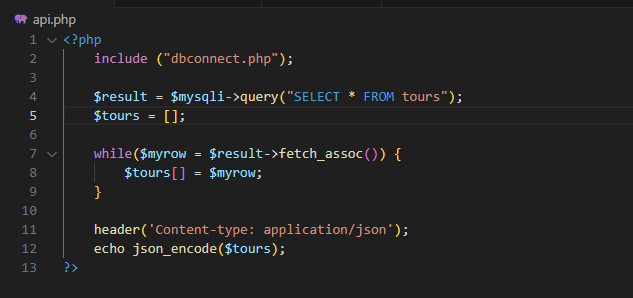 api.php
1 <?php
2 include ("dbconnect.php");
3
4 $result = $mysqli->query("SELECT * FROM tours");
5 $tours = [];
6
7 while($myrow = $result->fetch_assoc()) {
8 $tours[] = $myrow;
9 }
10
11 header('Content-type: application/json');
12 echo json_encode($tours);
13 ?>